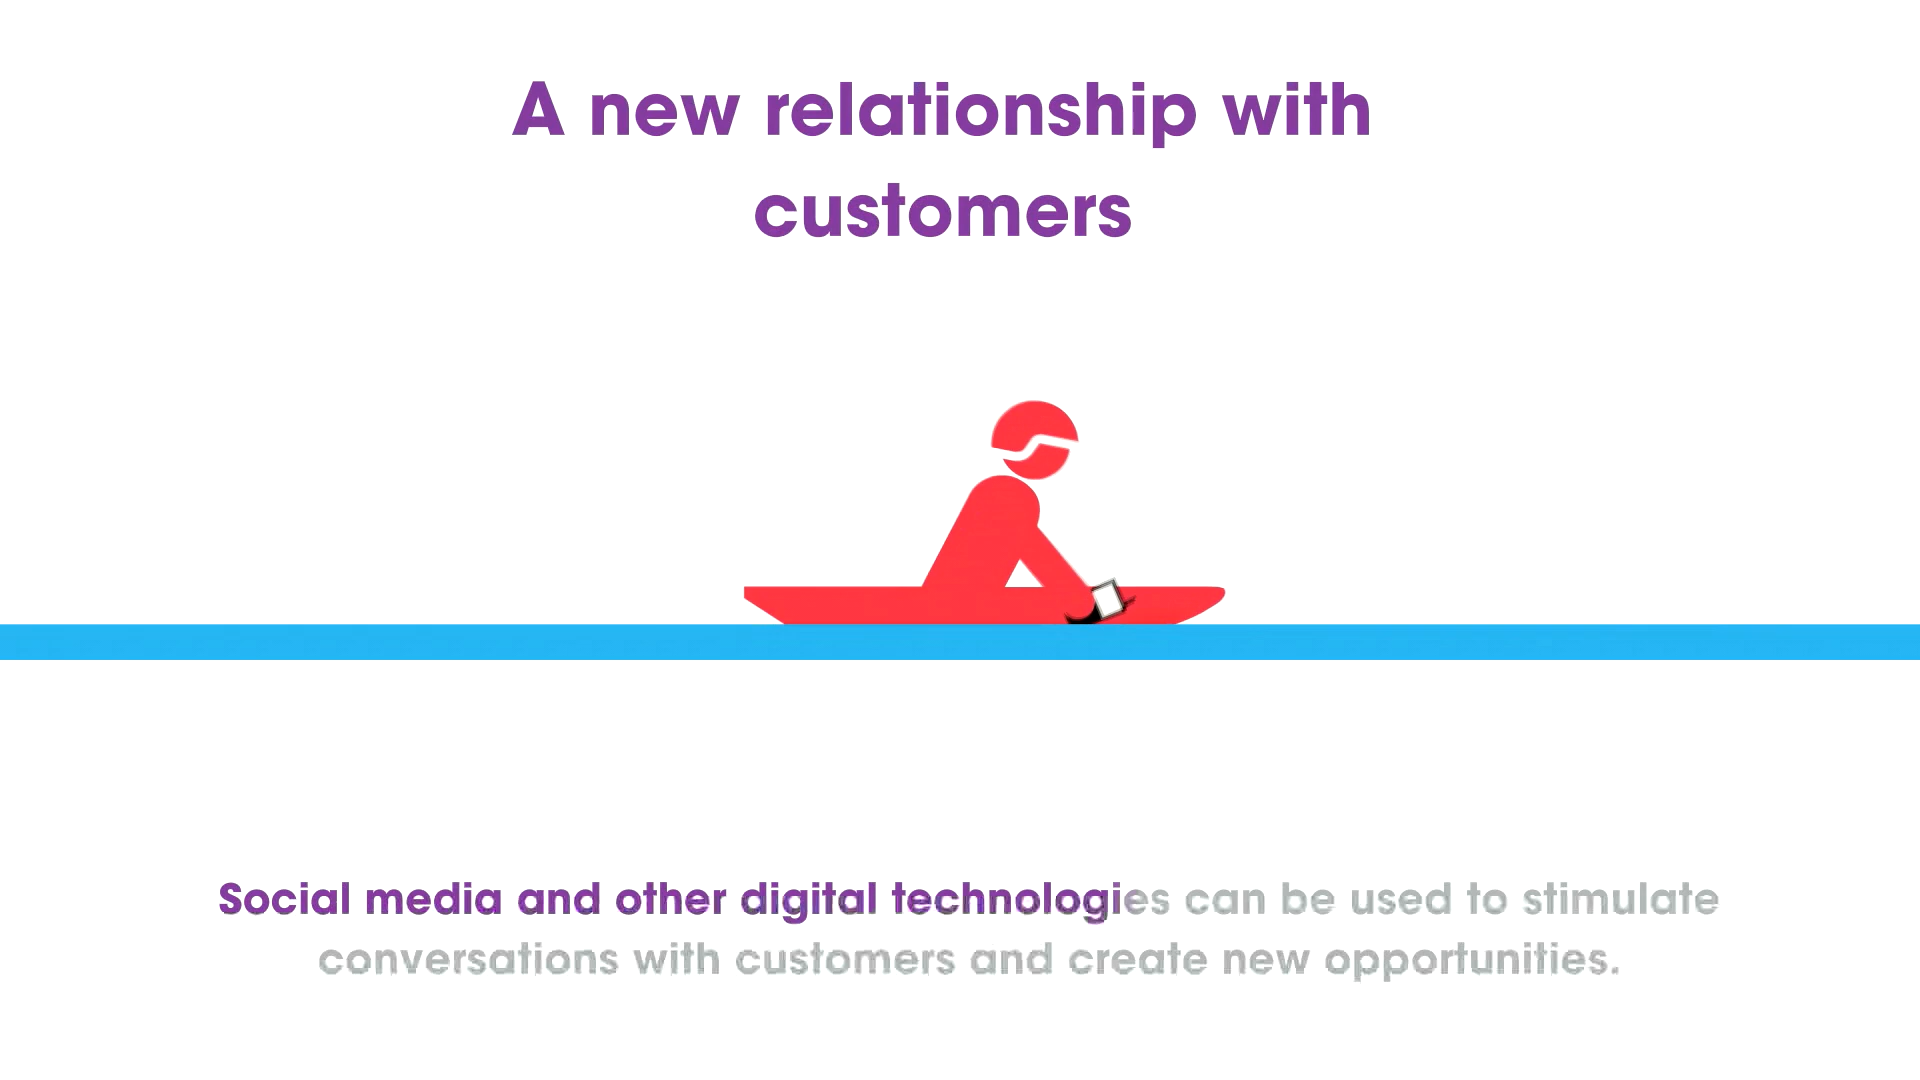 A new relationship with
customers
Social media and other digital technologies can be used to stimulate
conversations with customers and create new opportunities.